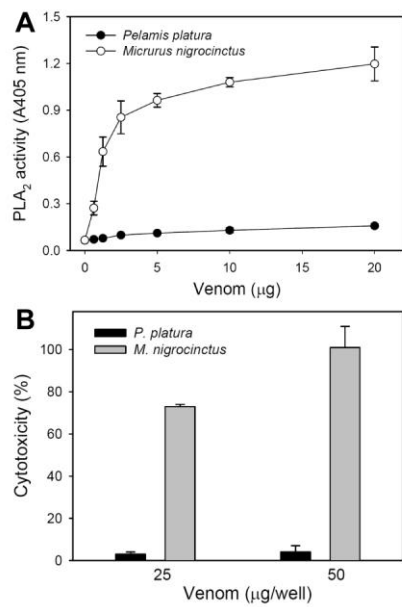 A
Pelamis platura
Micrurus nigrocinctus
1.5
1.2
0.9
0.6
0.3
0.0
PLA₂ activity (A405 nm)
0 5 10 15 20
Venom (μg)
B
P. platura
M. nigrocinctus
100
80
60
40
20
0
Cytotoxicity (%)
25 50
Venom (μg/well)